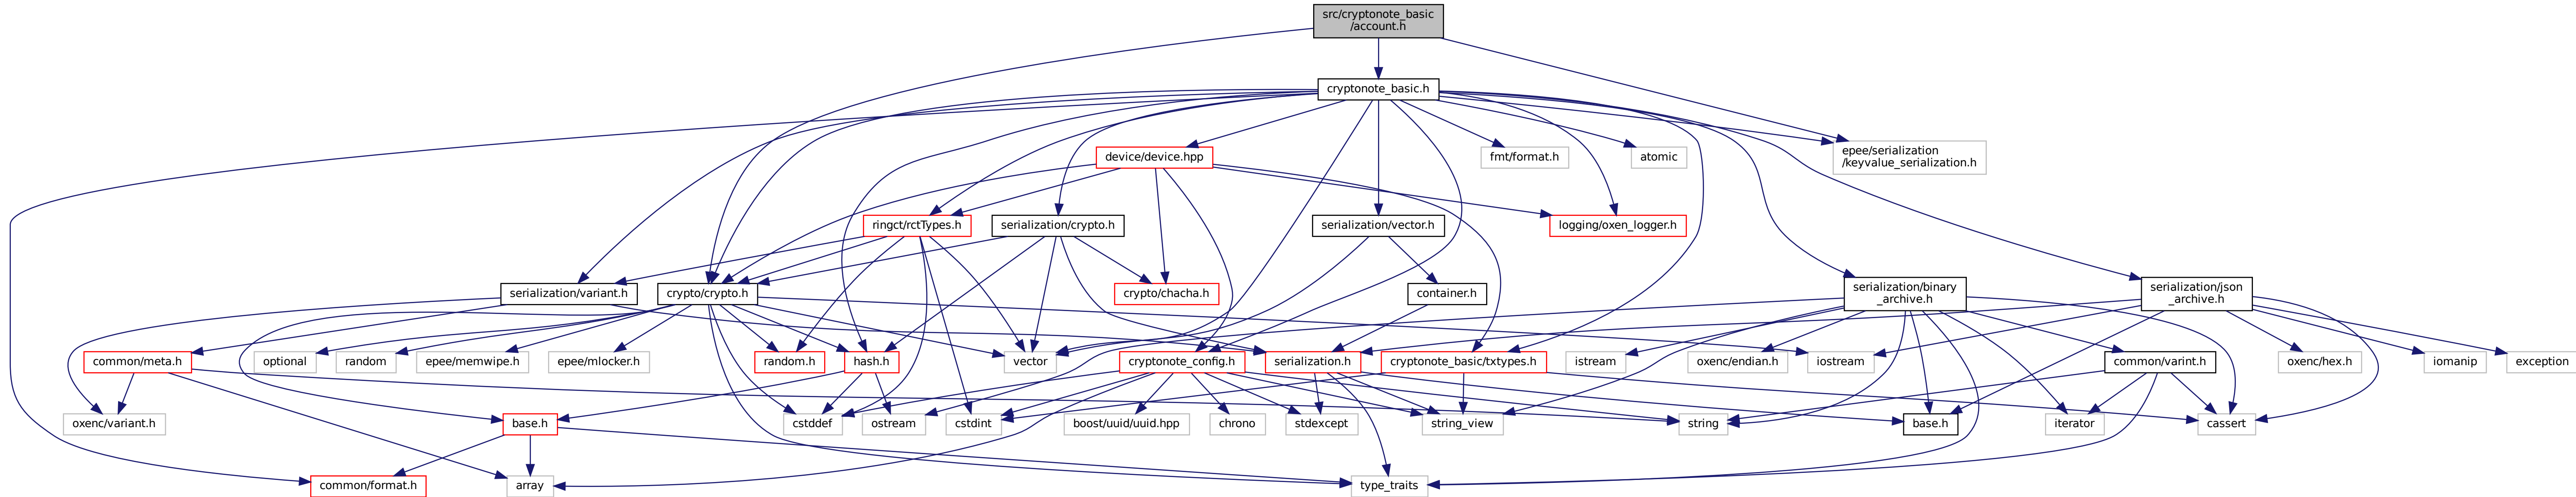 src/cryptonote_basic
/account.h
cryptonote_basic.h
device/device.hpp
fmt/format.h
atomic
epee/serialization
/keyvalue_serialization.h
ringct/rctTypes.h
serialization/crypto.h
serialization/vector.h
logging/oxen_logger.h
serialization/variant.h
crypto/crypto.h
crypto/chacha.h
container.h
serialization/binary
_archive.h
serialization/json
_archive.h
common/meta.h
optional
random
epee/memwipe.h
epee/mlocker.h
random.h
hash.h
vector
cryptonote_config.h
serialization.h
cryptonote_basic/txtypes.h
istream
oxenc/endian.h
iostream
common/varint.h
oxenc/hex.h
iomanip
exception
oxenc/variant.h
base.h
cstddef
ostream
cstdint
boost/uuid/uuid.hpp
chrono
stdexcept
string_view
string
base.h
iterator
cassert
common/format.h
array
type_traits